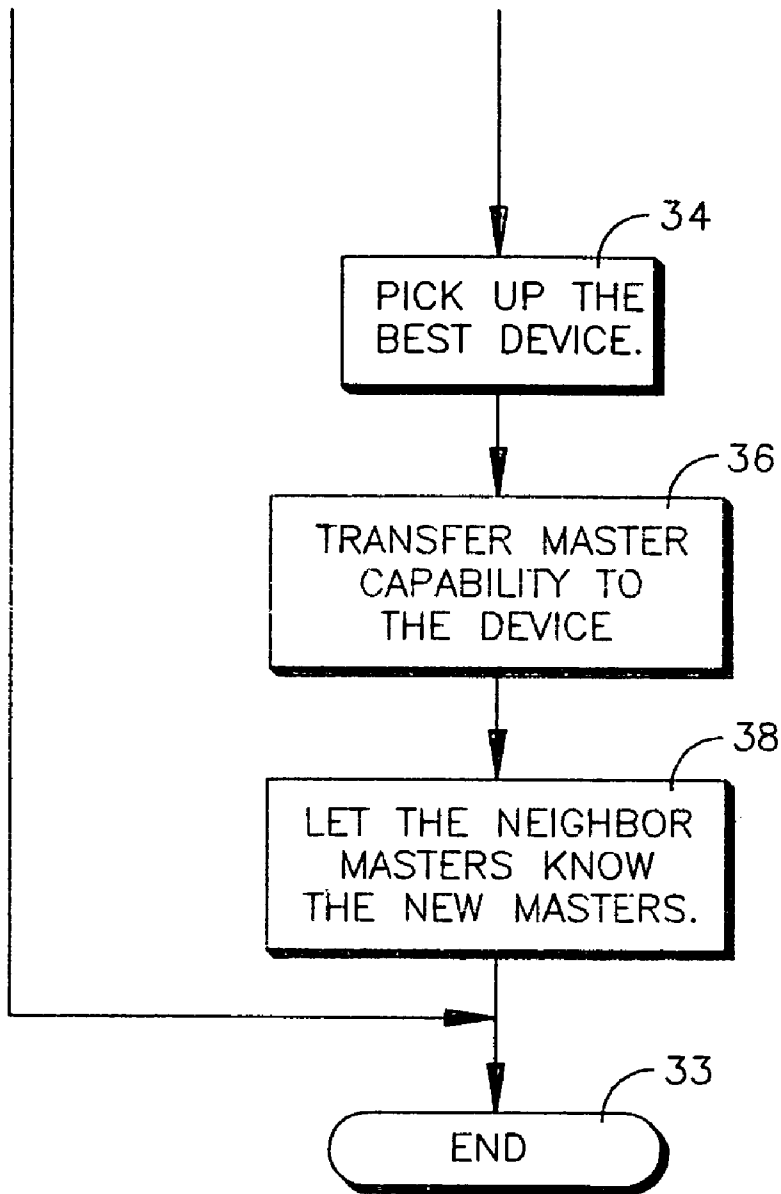 34
PICK UP THE
BEST DEVICE.
36
TRANSFER MASTER
CAPABILITY TO
THE DEVICE
38
LET THE NEIGHBOR
MASTERS KNOW
THE NEW MASTERS.
33
END